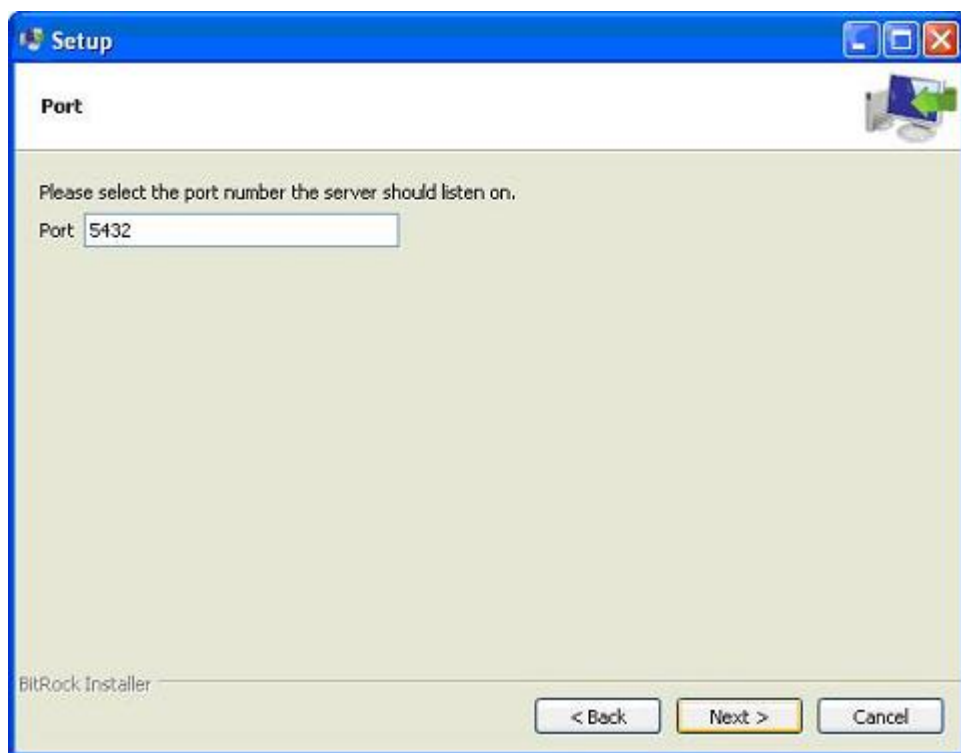 Setup
Port
Please select the port number the server should listen on.
Port 5432
BitRock Installer
< Back Next > Cancel